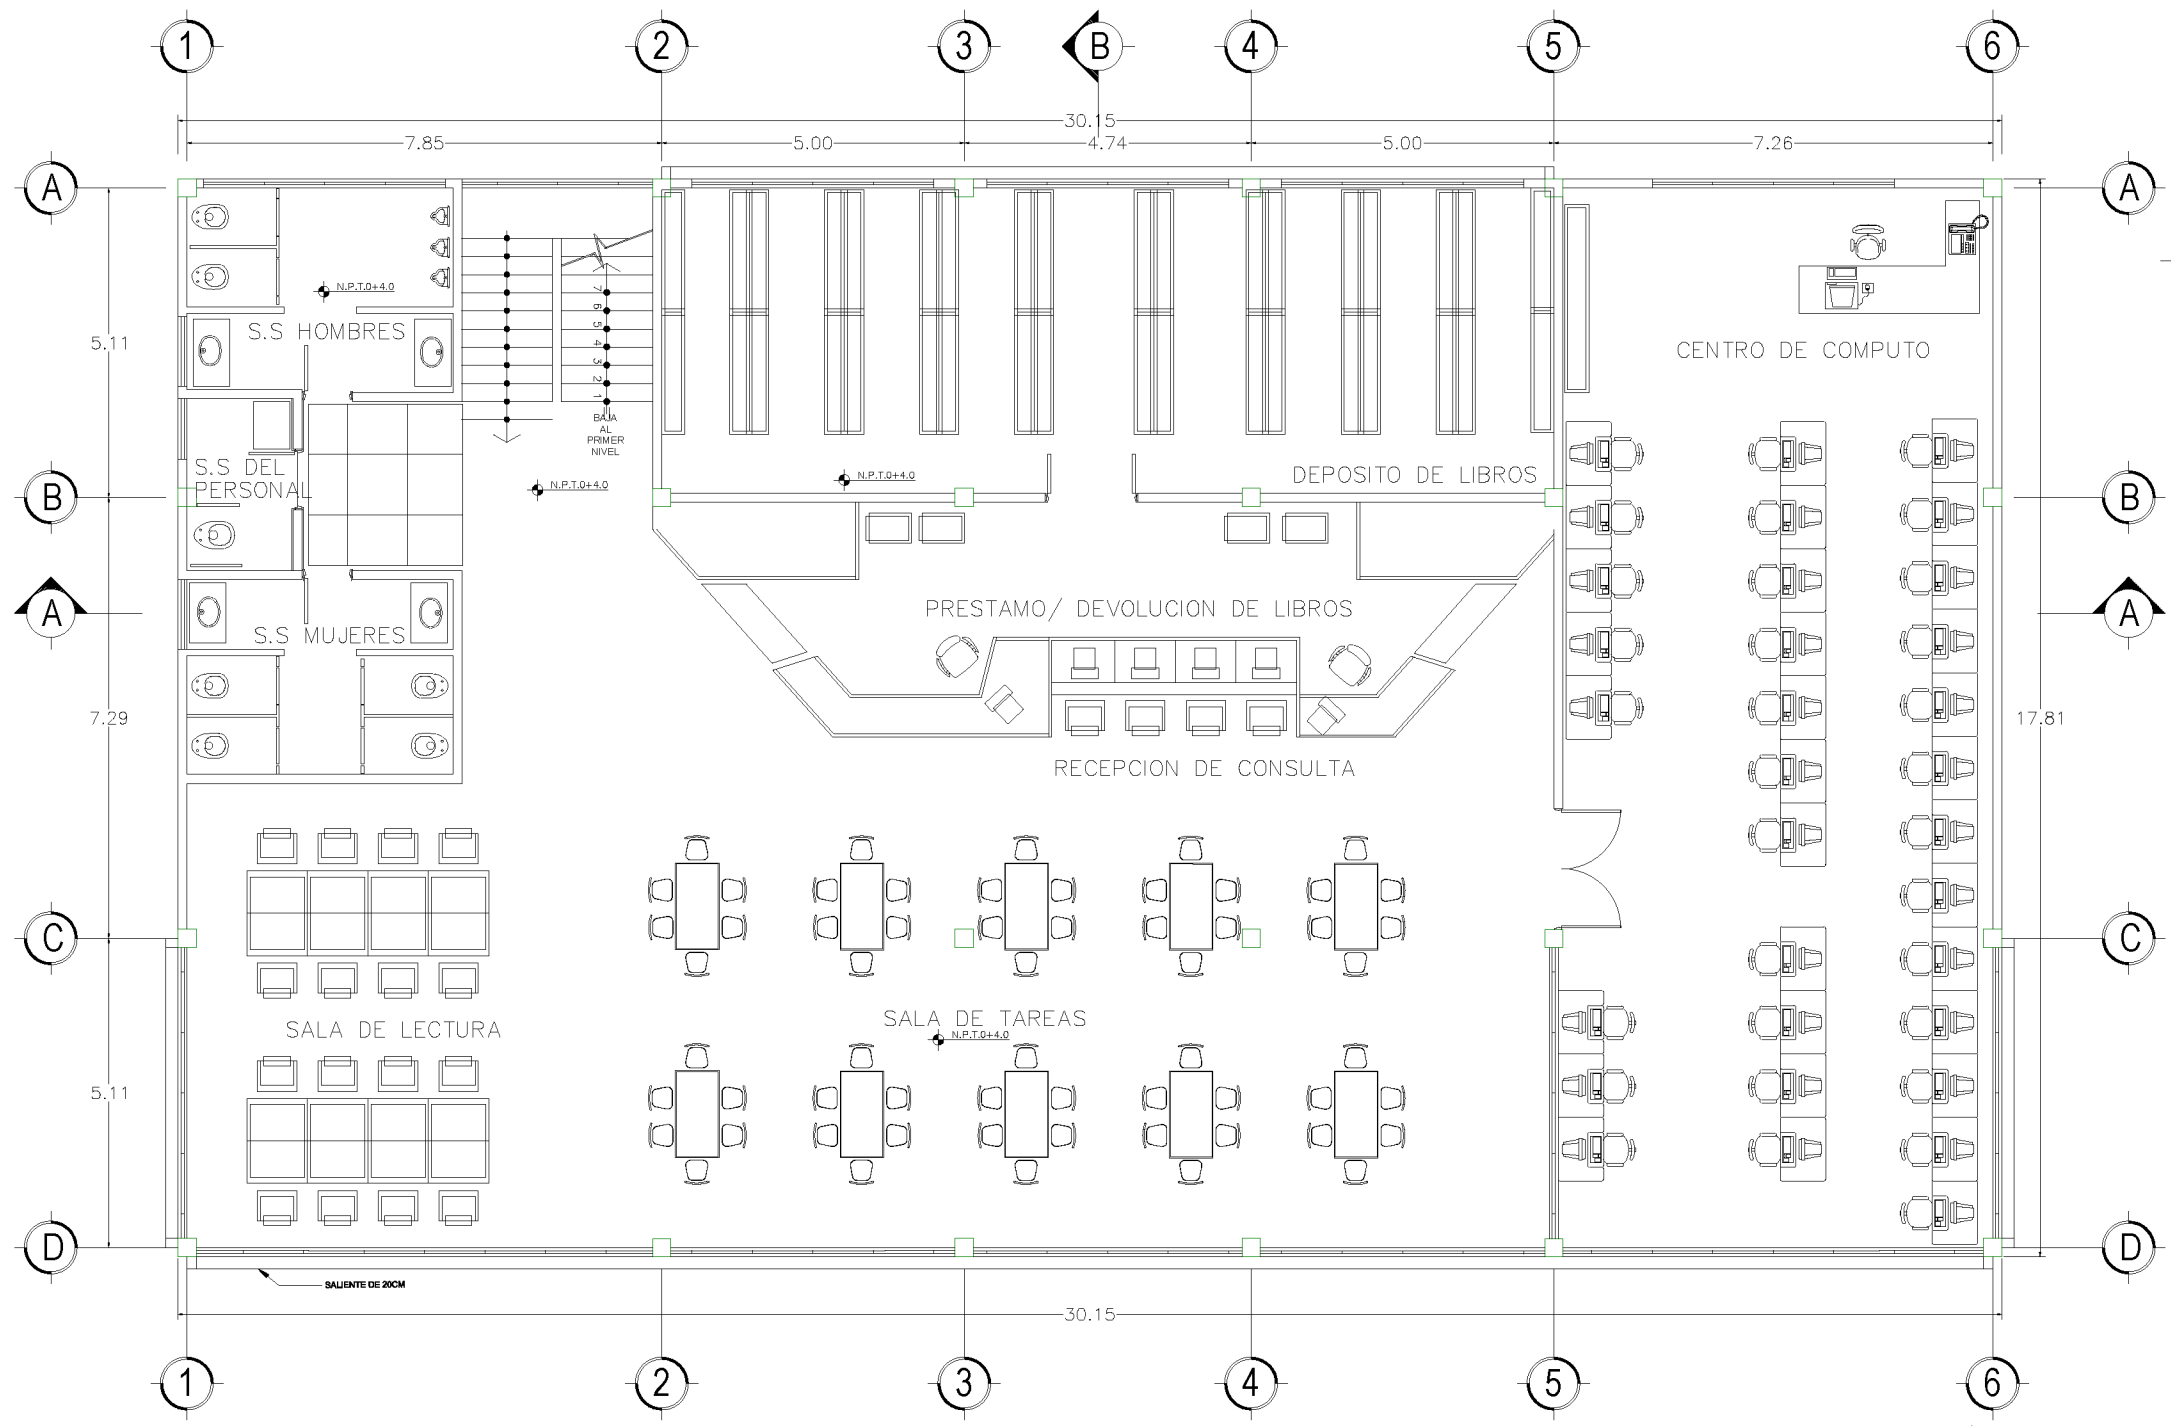 1 2 3 B 4 5 6
30.15
7.85 5.00 4.74 5.00 7.26
A A
N.P.T.0+4.0
S.S HOMBRES
5.11
7
6
5
4
3
2
1
BAJA
AL
PRIMER
NIVEL
CENTRO DE COMPUTO
S.S DEL
PERSONAL
N.P.T.0+4.0
N.P.T.0+4.0
DEPOSITO DE LIBROS
B B
A A
PRESTAMO/ DEVOLUCION DE LIBROS
S.S MUJERES
7.29
17.81
RECEPCION DE CONSULTA
C C
SALA DE LECTURA
SALA DE TAREAS
N.P.T.0+4.0
5.11
D D
SALIENTE DE 20CM
30.15
1 2 3 4 5 6